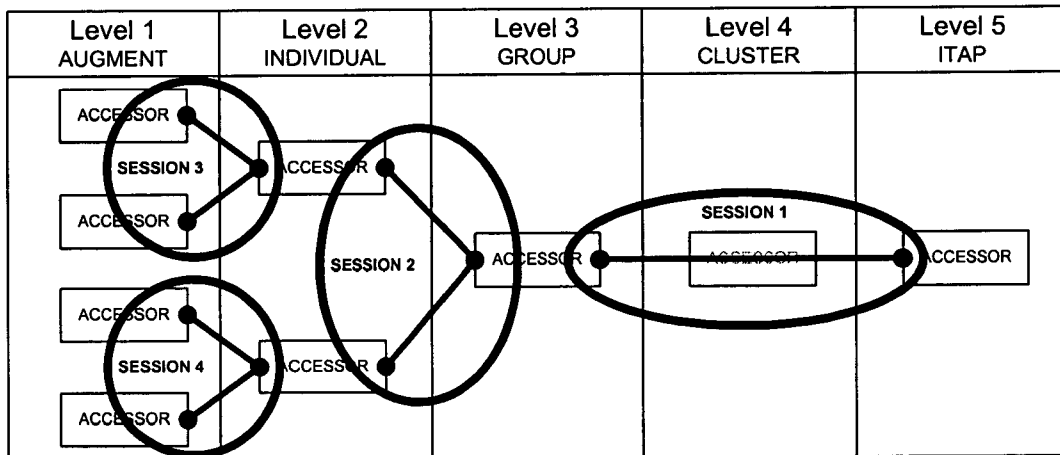 Level 1
AUGMENT
Level 2
INDIVIDUAL
Level 3
GROUP
Level 4
CLUSTER
Level 5
ITAP
ACCESSOR
SESSION 3
ACCESSOR
ACCESSOR
SESSION 4
ACCESSOR
ACCESSOR
ACCESSOR
SESSION 2
ACCESSOR
SESSION 1
ACCESSOR
ACCESSOR